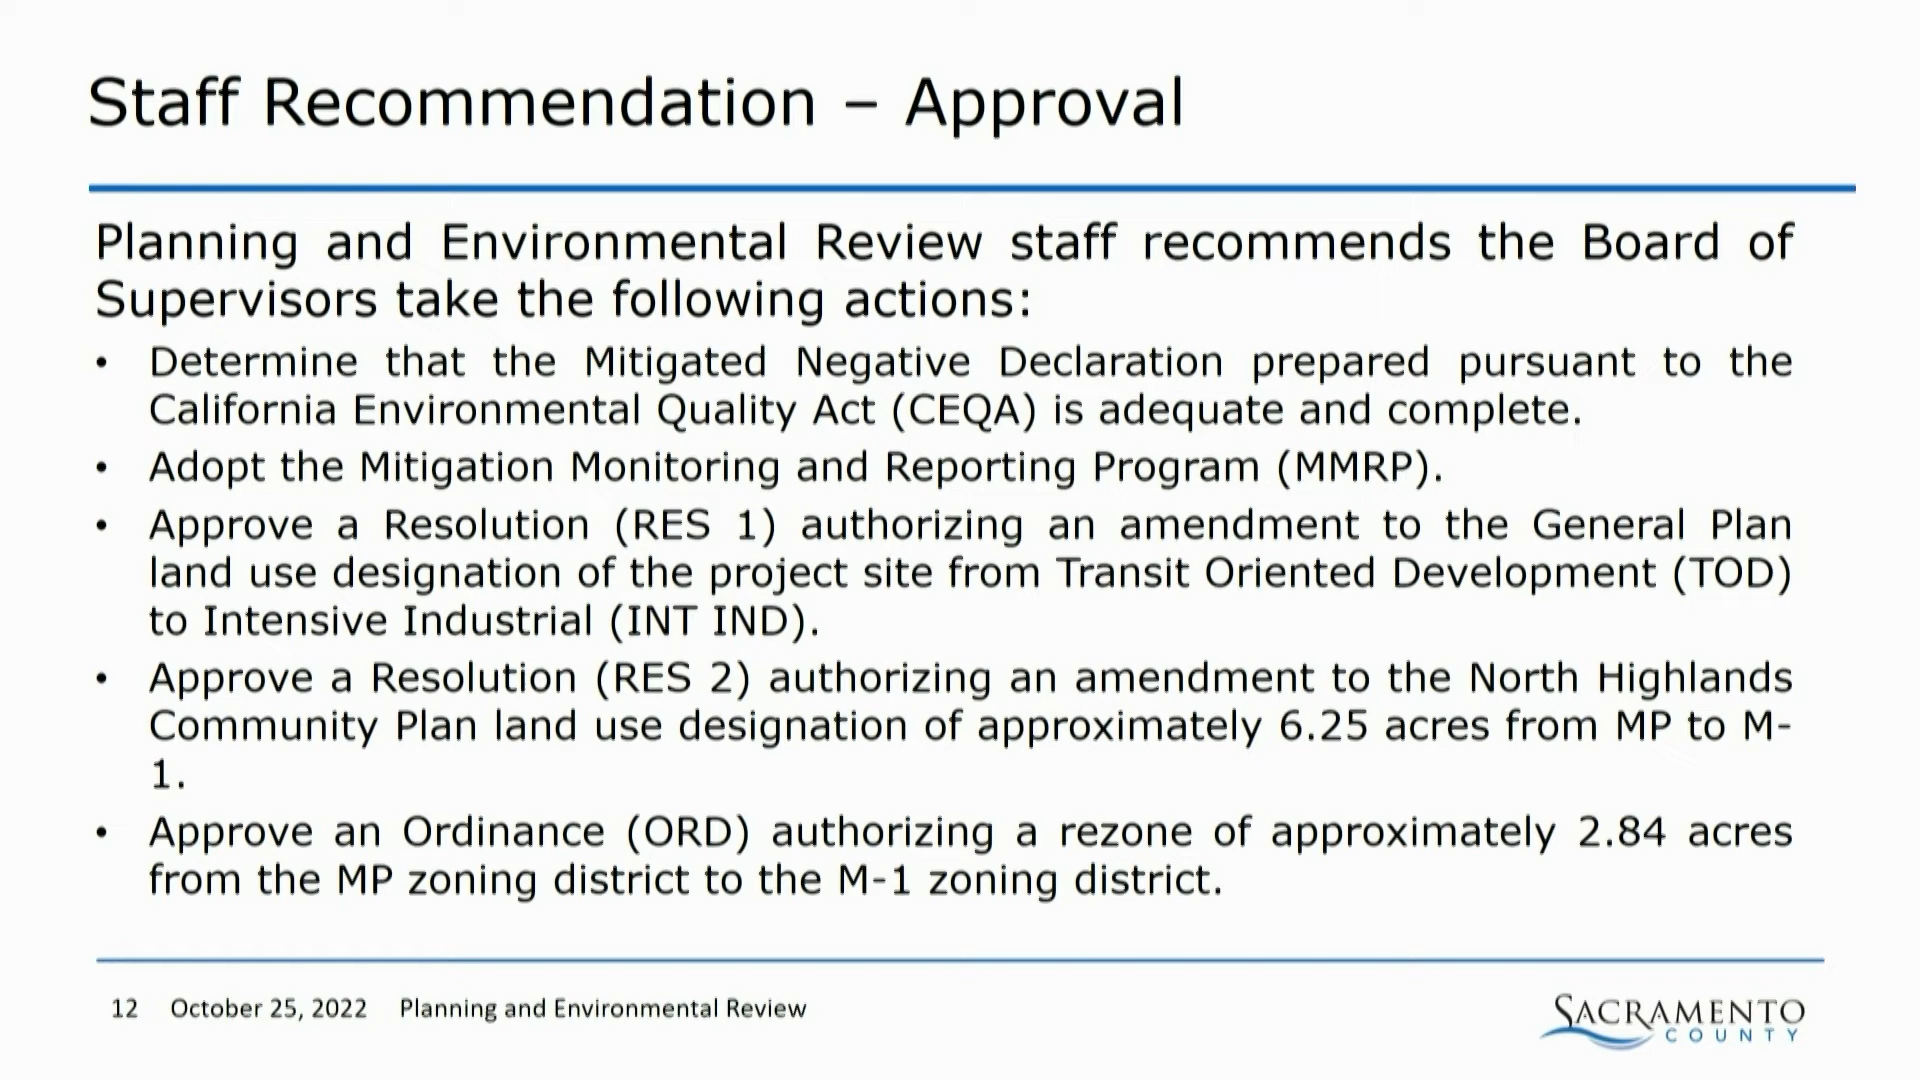 Staff Recommendation – Approval
Planning and Environmental Review staff recommends the Board of
Supervisors take the following actions:
• Determine that the Mitigated Negative Declaration prepared pursuant to the
California Environmental Quality Act (CEQA) is adequate and complete.
• Adopt the Mitigation Monitoring and Reporting Program (MMRP).
• Approve a Resolution (RES 1) authorizing an amendment to the General Plan
land use designation of the project site from Transit Oriented Development (TOD)
to Intensive Industrial (INT IND).
• Approve a Resolution (RES 2) authorizing an amendment to the North Highlands
Community Plan land use designation of approximately 6.25 acres from MP to M-
1.
• Approve an Ordinance (ORD) authorizing a rezone of approximately 2.84 acres
from the MP zoning district to the M-1 zoning district.
12 October 25, 2022 Planning and Environmental Review
SACRAMENTO
COUNTY